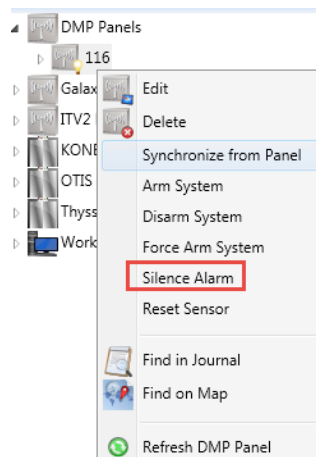 DMP Panels
116
Galax
ITV2
KONE
OTIS
Thyss
Work
Edit
Delete
Synchronize from Panel
Arm System
Disarm System
Force Arm System
Silence Alarm
Reset Sensor
Find in Journal
Find on Map
Refresh DMP Panel